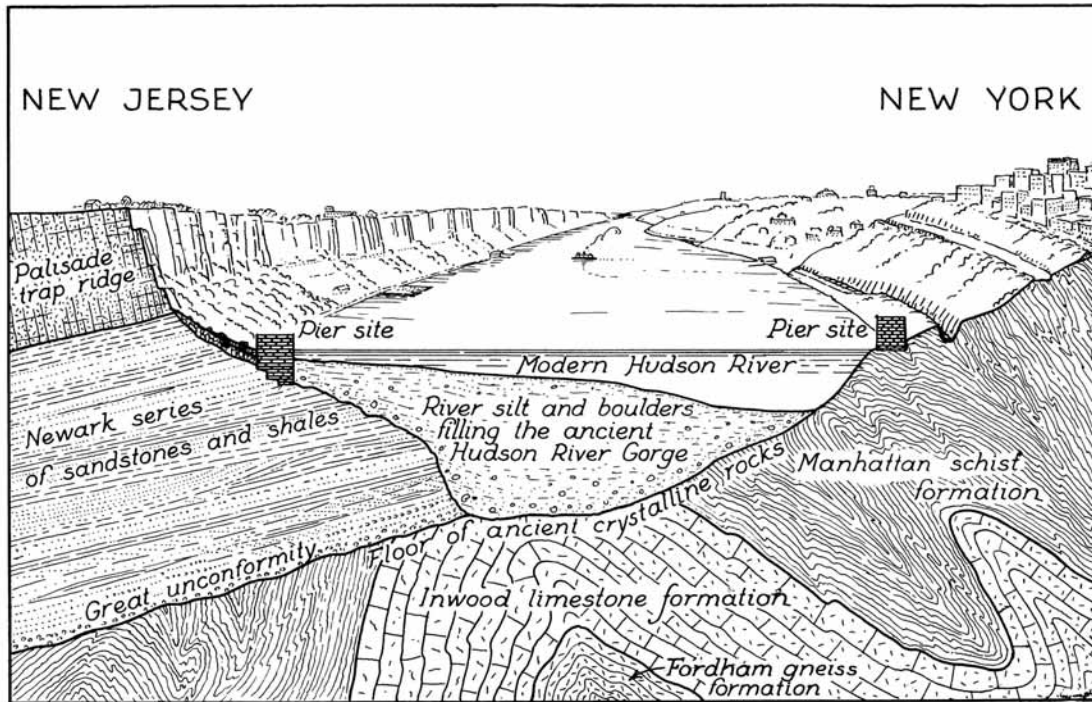 NEW JERSEY
NEW YORK
Palisade
trap ridge
Pier site
Pier site
Modern Hudson River
Newark series
of sandstones and shales
River silt and boulders
filling the ancient
Hudson River Gorge
Manhattan schist
formation
Great unconformity
Floor of ancient crystalline rocks
Inwood limestone formation
Fordham gneiss
formation